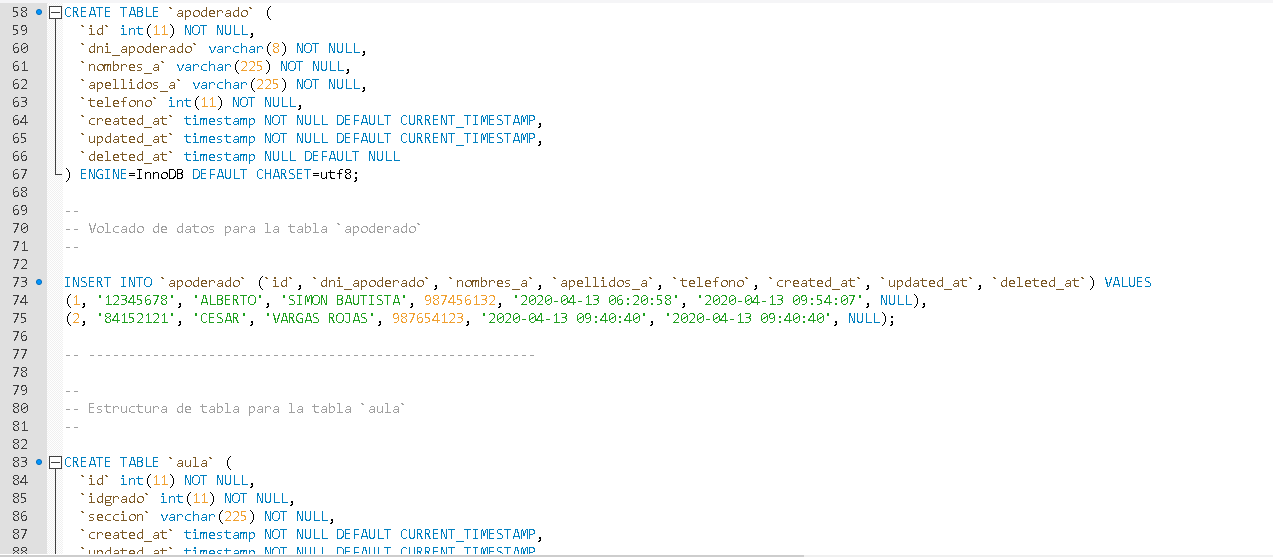 58 CREATE TABLE `apoderado` (
59 `id` int(11) NOT NULL,
60 `dni_apoderado` varchar(8) NOT NULL,
61 `nombres_a` varchar(225) NOT NULL,
62 `apellidos_a` varchar(225) NOT NULL,
63 `telefono` int(11) NOT NULL,
64 `created_at` timestamp NOT NULL DEFAULT CURRENT_TIMESTAMP,
65 `updated_at` timestamp NOT NULL DEFAULT CURRENT_TIMESTAMP,
66 `deleted_at` timestamp NULL DEFAULT NULL
67 ) ENGINE=InnoDB DEFAULT CHARSET=utf8;
68
69 --
70 -- Volcado de datos para la tabla `apoderado`
71 --
72
73 INSERT INTO `apoderado` (`id`, `dni_apoderado`, `nombres_a`, `apellidos_a`, `telefono`, `created_at`, `updated_at`, `deleted_at`) VALUES
74 (1, '12345678', 'ALBERTO', 'SIMON BAUTISTA', 987456132, '2020-04-13 06:20:58', '2020-04-13 09:54:07', NULL),
75 (2, '84152121', 'CESAR', 'VARGAS ROJAS', 987654123, '2020-04-13 09:40:40', '2020-04-13 09:40:40', NULL);
76
77 -- --------------------------------------------------------
78
79 --
80 -- Estructura de tabla para la tabla `aula`
81 --
82
83 CREATE TABLE `aula` (
84 `id` int(11) NOT NULL,
85 `idgrado` int(11) NOT NULL,
86 `seccion` varchar(225) NOT NULL,
87 `created_at` timestamp NOT NULL DEFAULT CURRENT_TIMESTAMP,
88 `updated_at` timestamp NOT NULL DEFAULT CURRENT_TIMESTAMP,